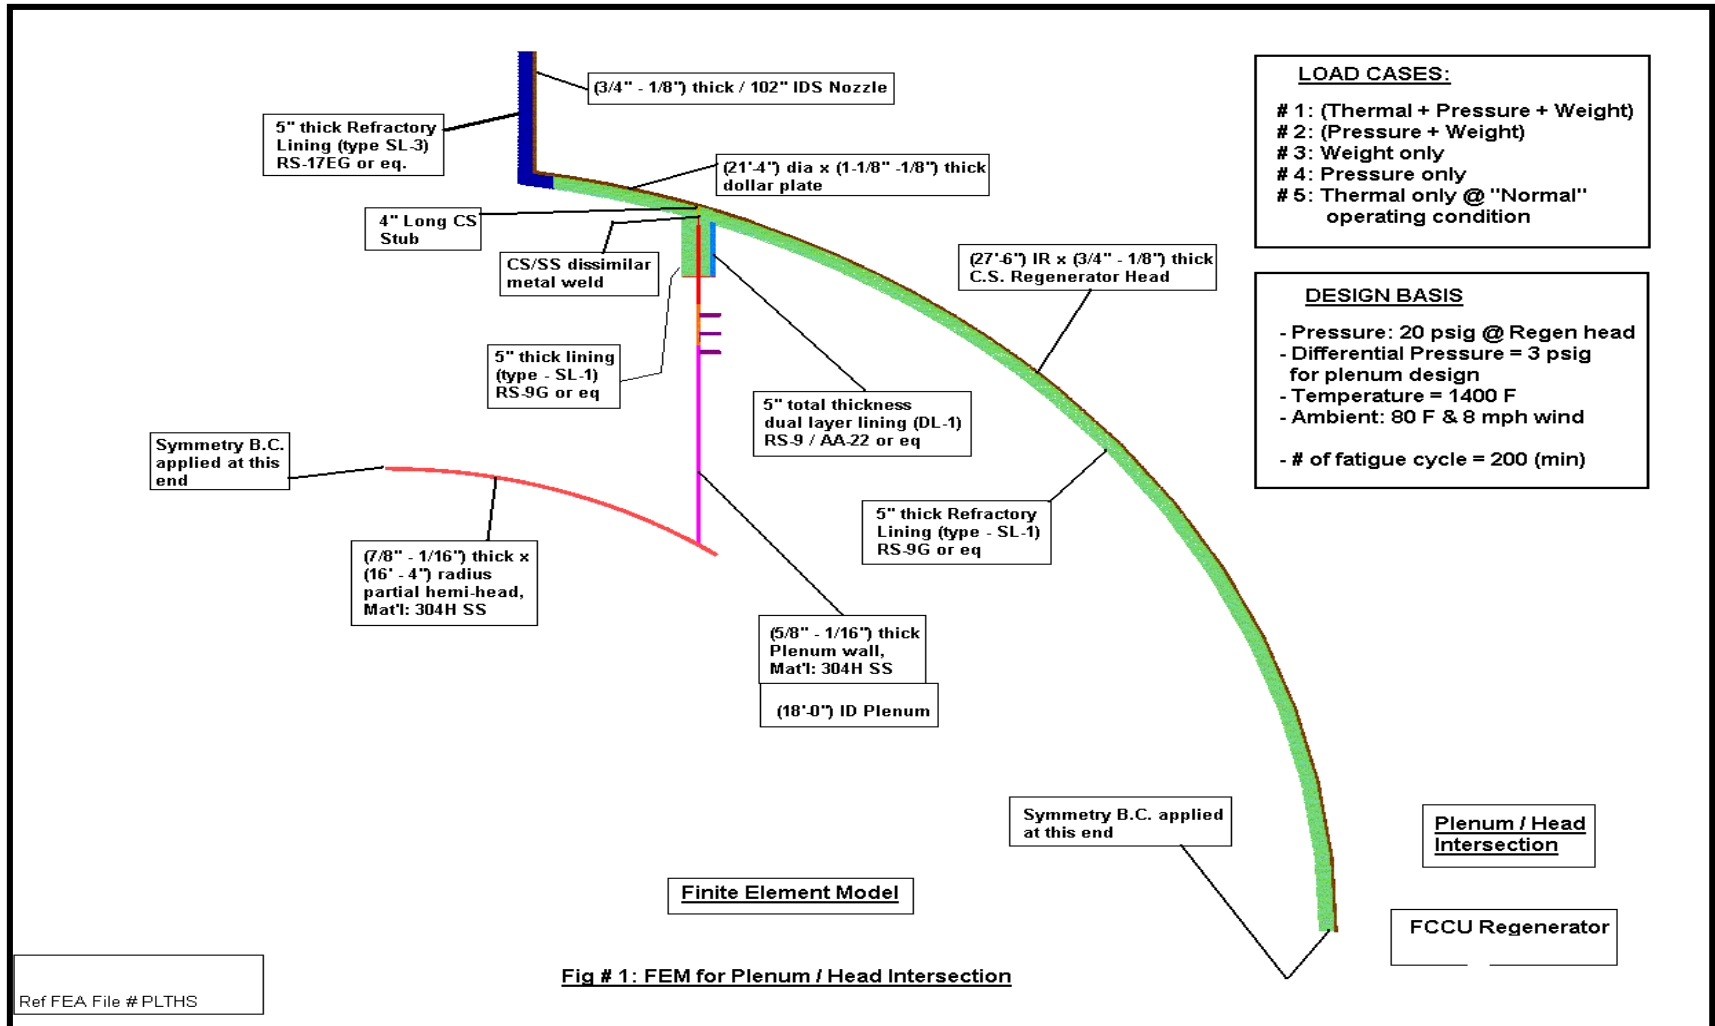 (3/4" - 1/8") thick / 102" IDS Nozzle
5" thick Refractory
Lining (type SL-3)
RS-17EG or eq.
(21'-4") dia x (1-1/8" -1/8") thick
dollar plate
4" Long CS
Stub
CS/SS dissimilar
metal weld
(27'-6") IR x (3/4" - 1/8") thick
C.S. Regenerator Head
5" thick lining
(type - SL-1)
RS-9G or eq
5" total thickness
dual layer lining (DL-1)
RS-9 / AA-22 or eq
Symmetry B.C.
applied at this
end
5" thick Refractory
Lining (type - SL-1)
RS-9G or eq
(7/8" - 1/16") thick x
(16' - 4") radius
partial hemi-head,
Mat'l: 304H SS
(5/8" - 1/16") thick
Plenum wall,
Mat'l: 304H SS
(18'-0") ID Plenum
Symmetry B.C. applied
at this end
LOAD CASES:
# 1: (Thermal + Pressure + Weight)
# 2: (Pressure + Weight)
# 3: Weight only
# 4: Pressure only
# 5: Thermal only @ "Normal"
operating condition
DESIGN BASIS
- Pressure: 20 psig @ Regen head
- Differential Pressure = 3 psig
for plenum design
- Temperature = 1400 F
- Ambient: 80 F & 8 mph wind
- # of fatigue cycle = 200 (min)
Plenum / Head
Intersection
Finite Element Model
FCCU Regenerator
Fig # 1: FEM for Plenum / Head Intersection
Ref FEA File # PLTHS